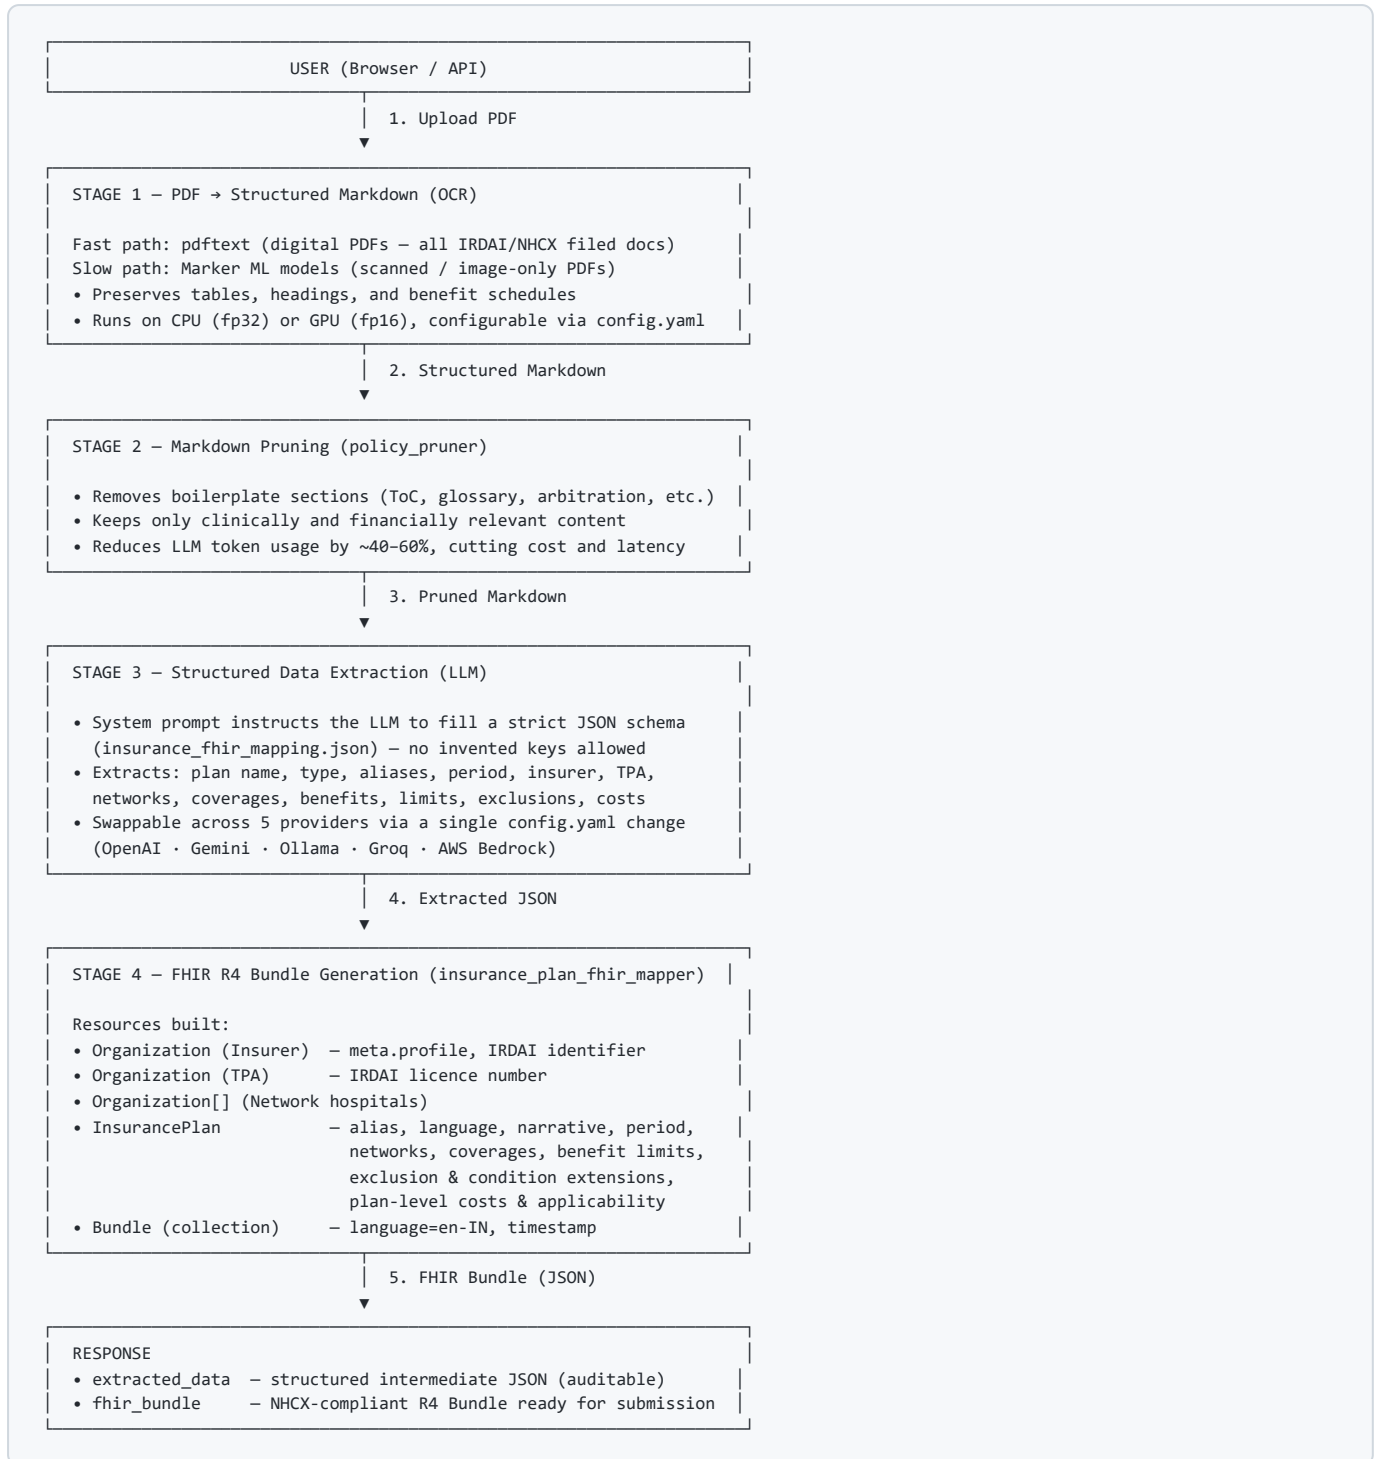 USER (Browser / API)
1. Upload PDF
STAGE 1 — PDF → Structured Markdown (OCR)
Fast path: pdftext (digital PDFs — all IRDAI/NHCX filed docs)
Slow path: Marker ML models (scanned / image-only PDFs)
• Preserves tables, headings, and benefit schedules
• Runs on CPU (fp32) or GPU (fp16), configurable via config.yaml
2. Structured Markdown
STAGE 2 — Markdown Pruning (policy_pruner)
• Removes boilerplate sections (ToC, glossary, arbitration, etc.)
• Keeps only clinically and financially relevant content
• Reduces LLM token usage by ~40–60%, cutting cost and latency
3. Pruned Markdown
STAGE 3 — Structured Data Extraction (LLM)
• System prompt instructs the LLM to fill a strict JSON schema
(insurance_fhir_mapping.json) — no invented keys allowed
• Extracts: plan name, type, aliases, period, insurer, TPA,
networks, coverages, benefits, limits, exclusions, costs
• Swappable across 5 providers via a single config.yaml change
(OpenAI · Gemini · Ollama · Groq · AWS Bedrock)
4. Extracted JSON
STAGE 4 — FHIR R4 Bundle Generation (insurance_plan_fhir_mapper)
Resources built:
• Organization (Insurer) — meta.profile, IRDAI identifier
• Organization (TPA) — IRDAI licence number
• Organization[] (Network hospitals)
• InsurancePlan — alias, language, narrative, period,
networks, coverages, benefit limits,
exclusion & condition extensions,
plan-level costs & applicability
• Bundle (collection) — language=en-IN, timestamp
5. FHIR Bundle (JSON)
RESPONSE
• extracted_data — structured intermediate JSON (auditable)
• fhir_bundle — NHCX-compliant R4 Bundle ready for submission